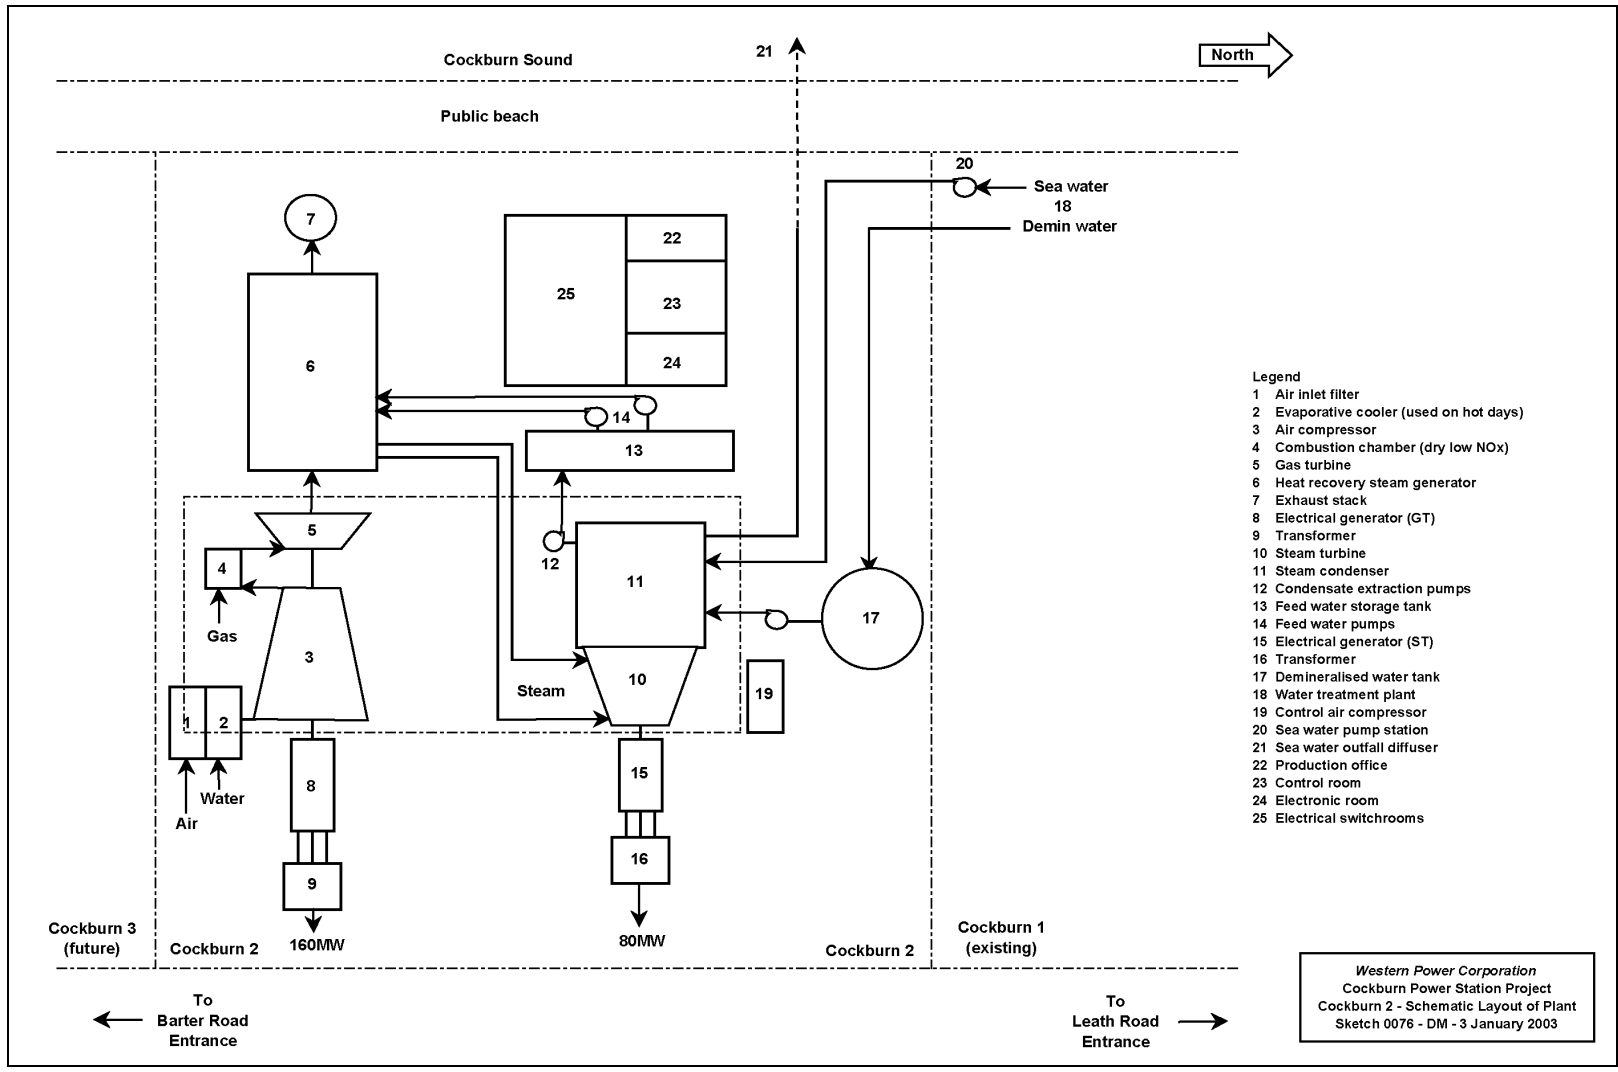 Cockburn Sound
21
North
Public beach
20
Sea water
18
Demin water
7
22
25
23
24
6
14
13
5
12
4
11
17
Gas
3
10
Steam
19
1
2
15
8
Water
Air
16
9
Cockburn 3
(future)
Cockburn 2
160MW
80MW
Cockburn 2
Cockburn 1
(existing)
To
Barter Road
Entrance
To
Leath Road
Entrance
Legend
1 Air inlet filter
2 Evaporative cooler (used on hot days)
3 Air compressor
4 Combustion chamber (dry low NOx)
5 Gas turbine
6 Heat recovery steam generator
7 Exhaust stack
8 Electrical generator (GT)
9 Transformer
10 Steam turbine
11 Steam condenser
12 Condensate extraction pumps
13 Feed water storage tank
14 Feed water pumps
15 Electrical generator (ST)
16 Transformer
17 Demineralised water tank
18 Water treatment plant
19 Control air compressor
20 Sea water pump station
21 Sea water outfall diffuser
22 Production office
23 Control room
24 Electronic room
25 Electrical switchrooms
Western Power Corporation
Cockburn Power Station Project
Cockburn 2 - Schematic Layout of Plant
Sketch 0076 - DM - 3 January 2003